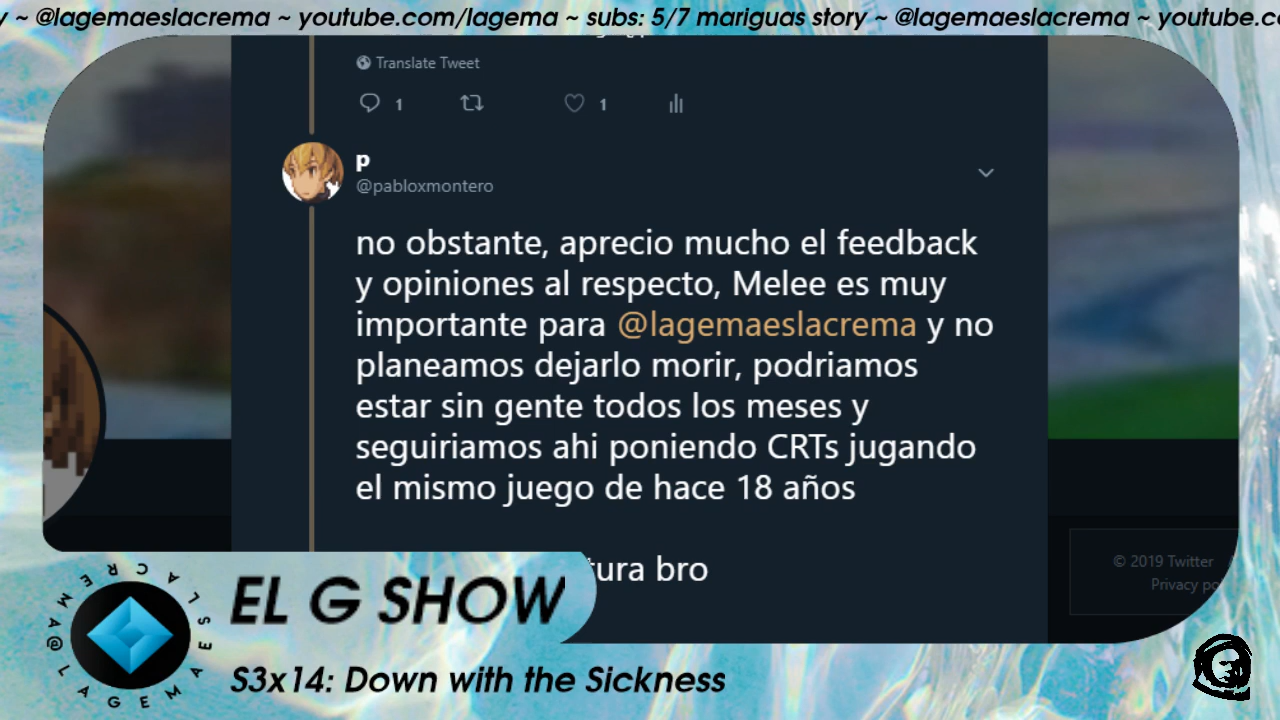 ~ @lagemaeslacrema ~ youtube.com/lagema ~ subs: 5/7 mariguas story ~ @lagemaeslacrema ~
Translate Tweet
1 1
p
@pabloxmontero
no obstante, aprecio mucho el feedback
y opiniones al respecto, Melee es muy
importante para @lagemaeslacrema y no
planeamos dejarlo morir, podriamos
estar sin gente todos los meses y
seguiriamos ahi poniendo CRTs jugando
el mismo juego de hace 18 años
tura bro
© 2019 Twitter
Privacy
EL G SHOW
S3x14: Down with the Sickness
@LAGEMAESLACREMA